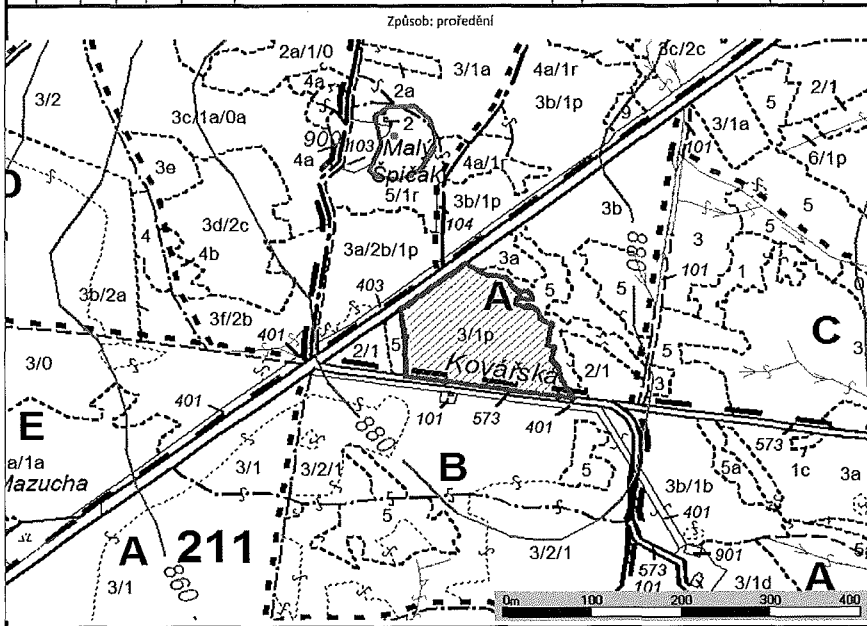 Způsob: proředění
2a/1/0
4a
2a
3/1a
4a/1r
3c/2c
3/2
3c/1a/0a
3b/1p
9
5
2/1
900
103
2
4a
Malý
Špičák
4a/1r
101
3/1a
6/1p
3e
5/1r
3b/1p
104
3b
5
3d/2c
4
4b
3a/2b/1p
3a
880
3
5
A
5
5
101
1
3b/2a
403
3f/2b
C
401
3/1p
5
3
3/0
2/1
5
Kovářská
2/1
3
401
101
573
401
573
E
880
1
a/1a
3/1
3/2/1
B
5
5a
1c
3a
Mazucha
3b/1b
5
401
A
211
3/2/1
901
5
860
573
3/1
101
3/1d
A
0m 100 200 300 400